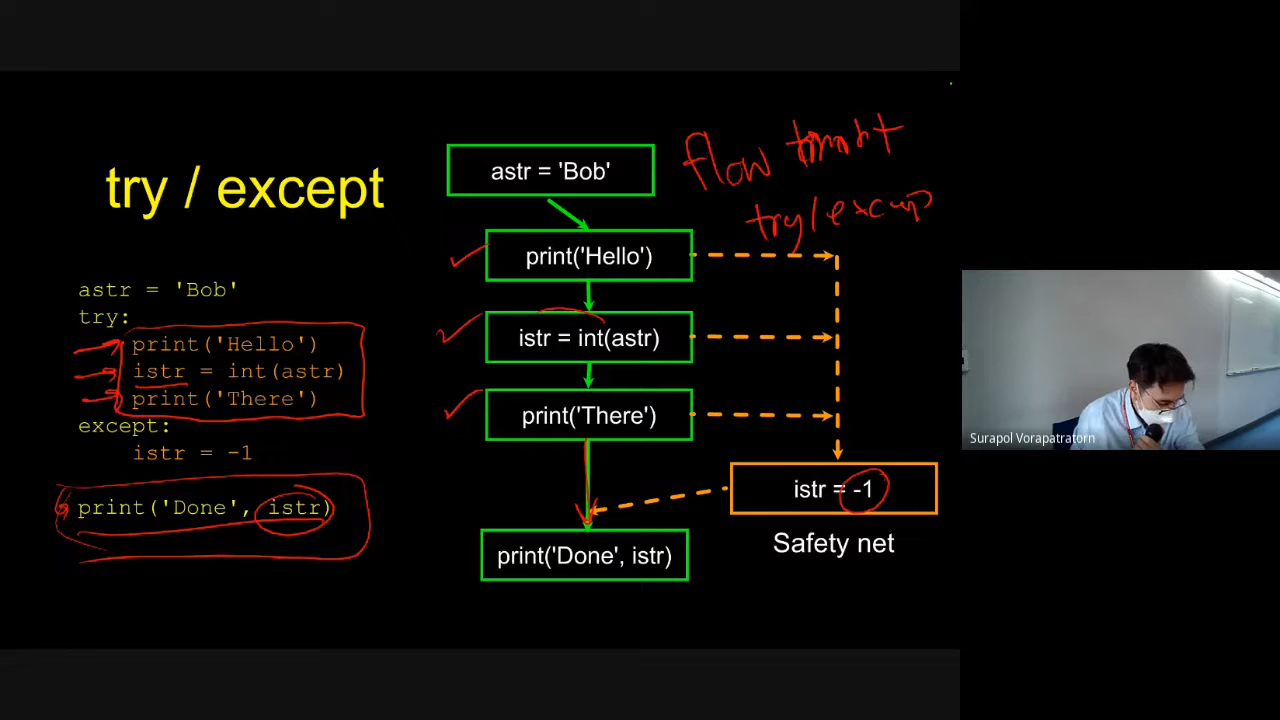 try / except
astr = 'Bob'
try:
print('Hello')
istr = int(astr)
print('There')
except:
istr = -1
print('Done', istr)
astr = 'Bob'
print('Hello')
istr = int(astr)
print('There')
istr = -1
Safety net
print('Done', istr)
flow
try/excep
Surapol Vorapatratorn